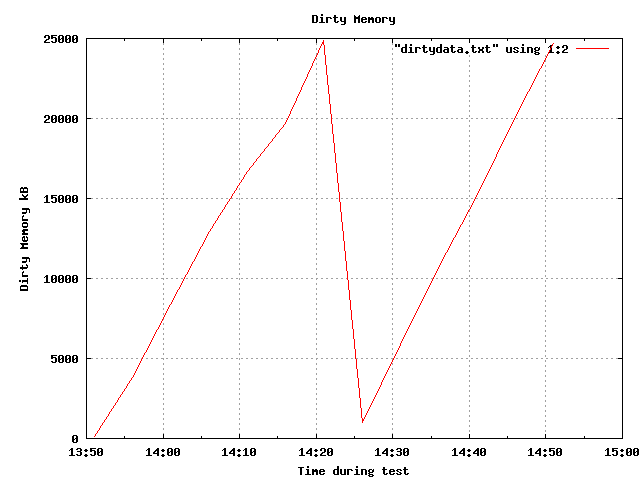 Dirty Memory
25000
"dirtydata.txt" using 1:2
20000
15000
Dirty Memory kB
10000
5000
0
13:50 14:00 14:10 14:20 14:30 14:40 14:50 15:00
Time during test